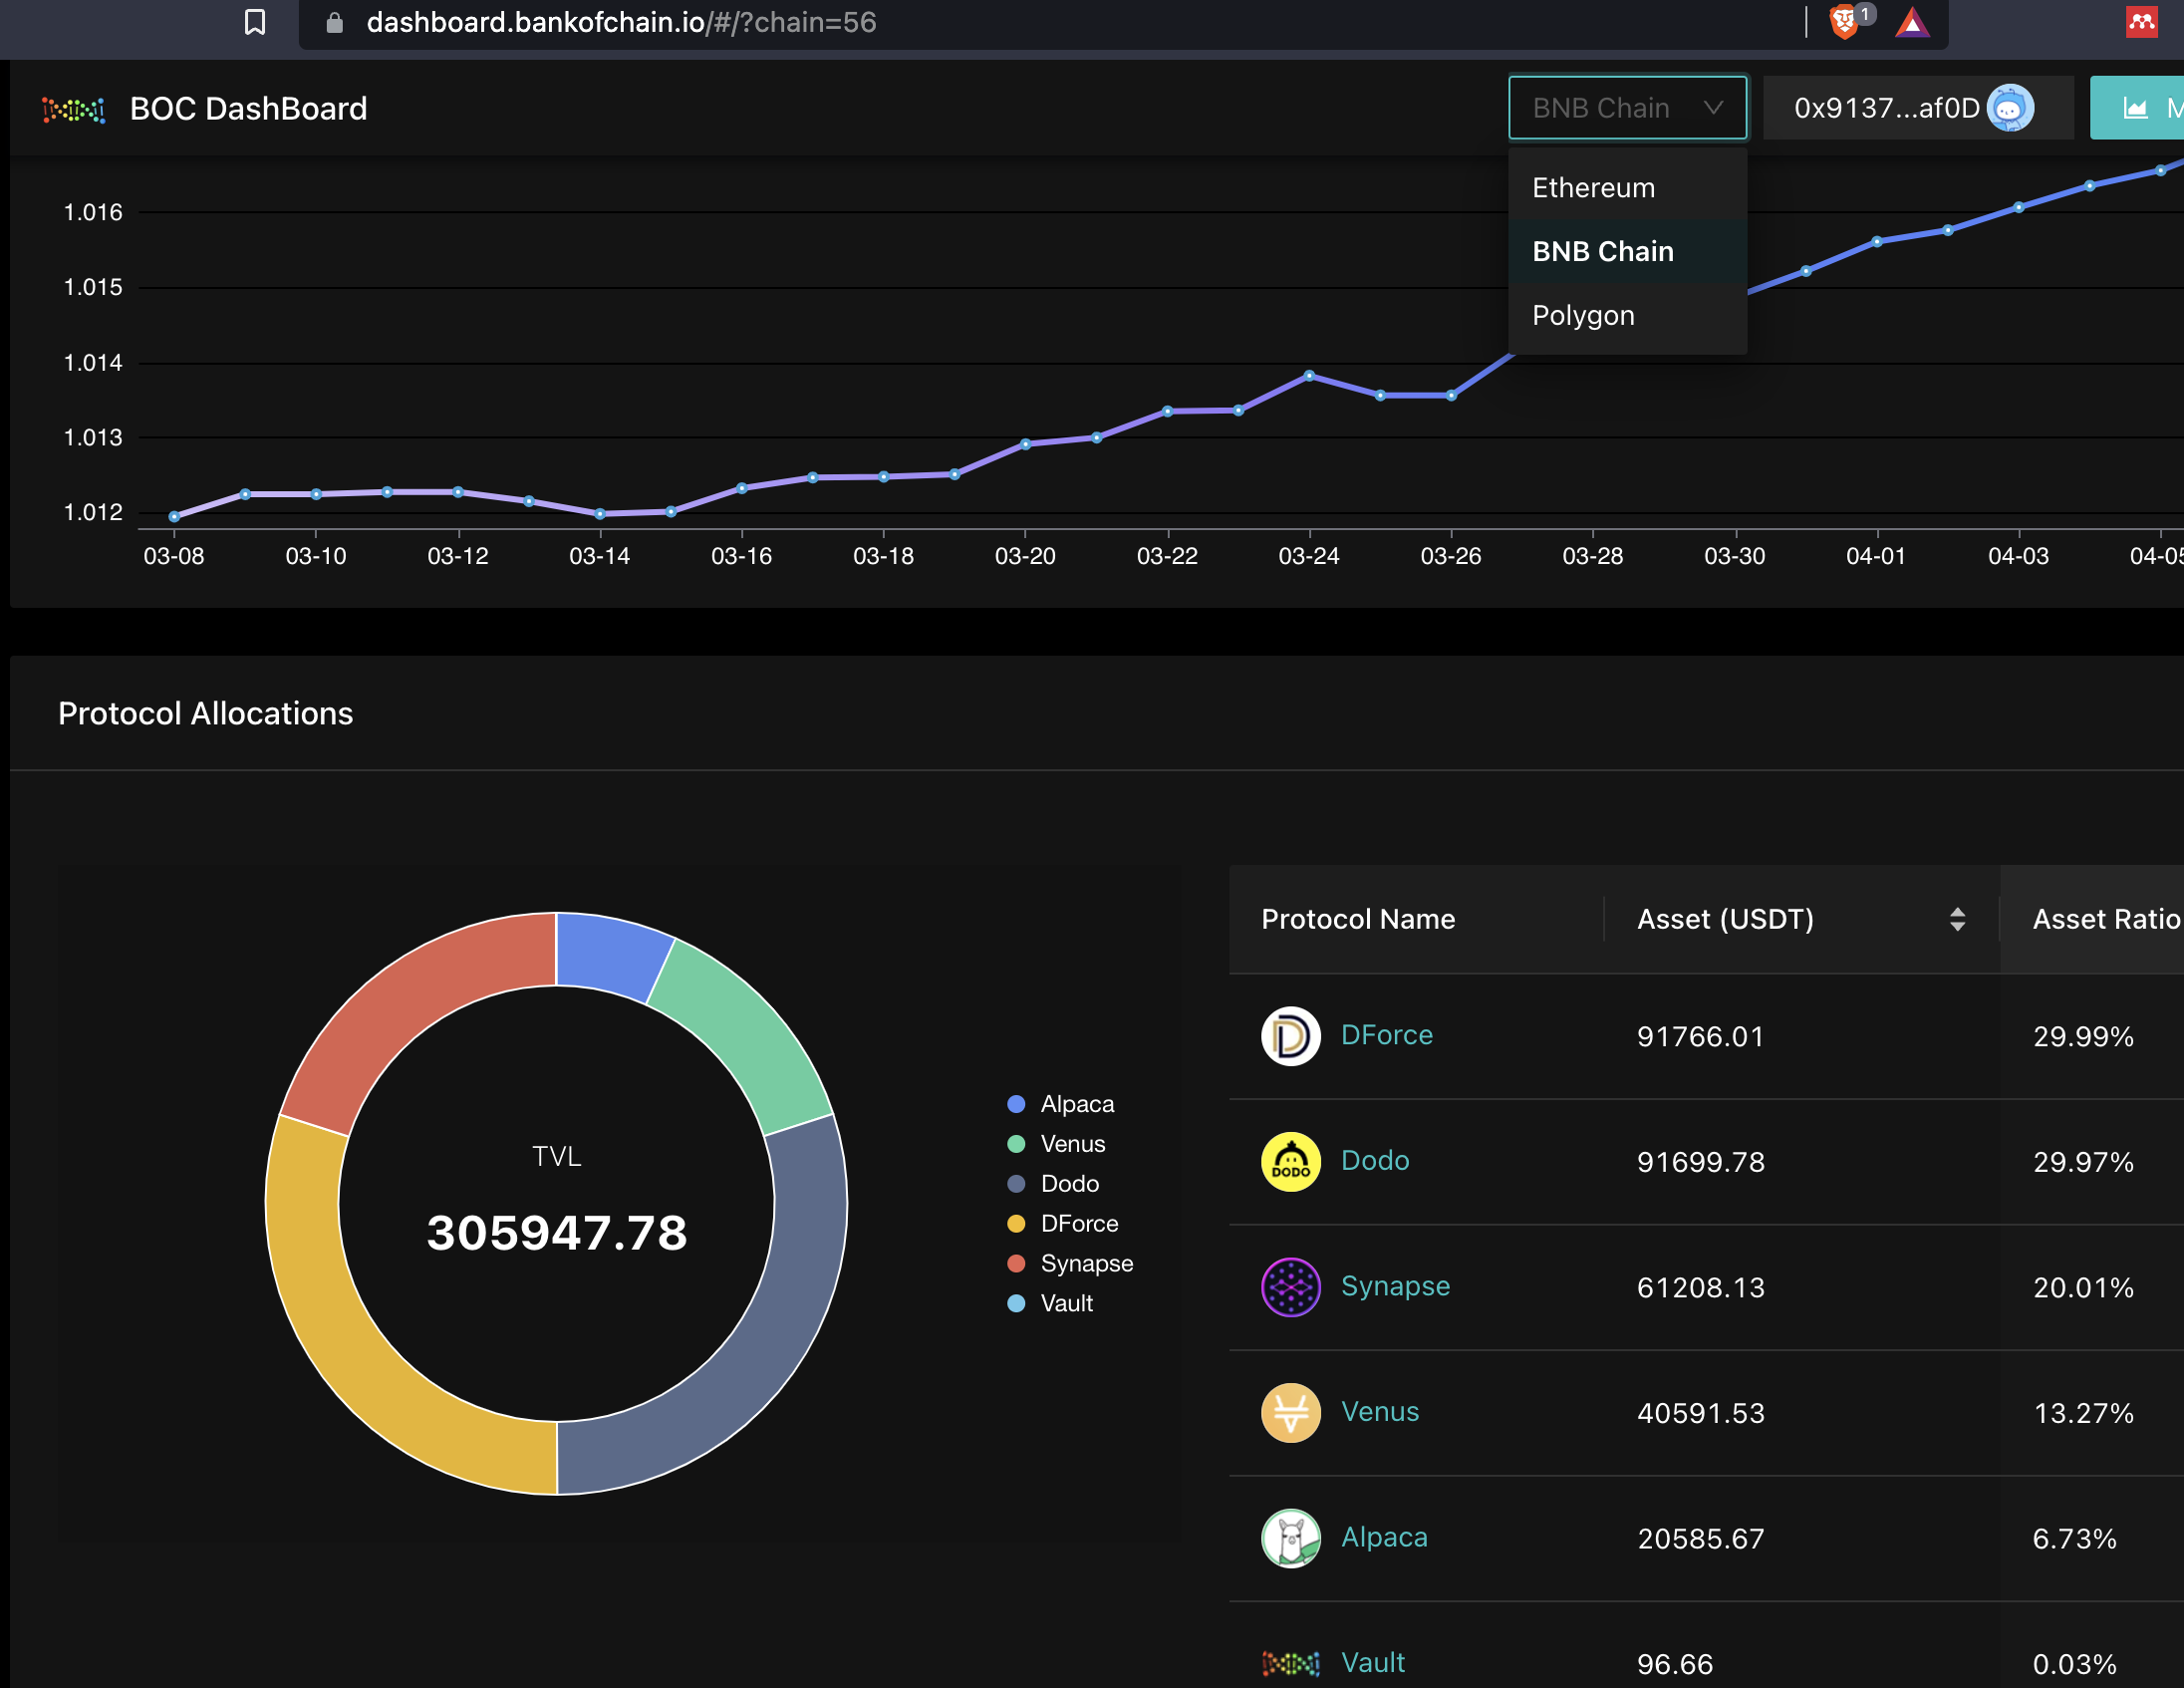 dashboard.bankofchain.io/#/?chain=56
1
BOC DashBoard
BNB Chain
0x9137...af0D
M
Ethereum
BNB Chain
Polygon
1.016
1.015
1.014
1.013
1.012
03-08 03-10 03-12 03-14 03-16 03-18 03-20 03-22 03-24 03-26 03-28 03-30 04-01 04-03 04-05
Protocol Allocations
TVL
305947.78
Alpaca
Venus
Dodo
DForce
Synapse
Vault
Protocol Name Asset (USDT) Asset Ratio
DForce 91766.01 29.99%
DODO
Dodo 91699.78 29.97%
Synapse 61208.13 20.01%
Venus 40591.53 13.27%
Alpaca 20585.67 6.73%
Vault 96.66 0.03%